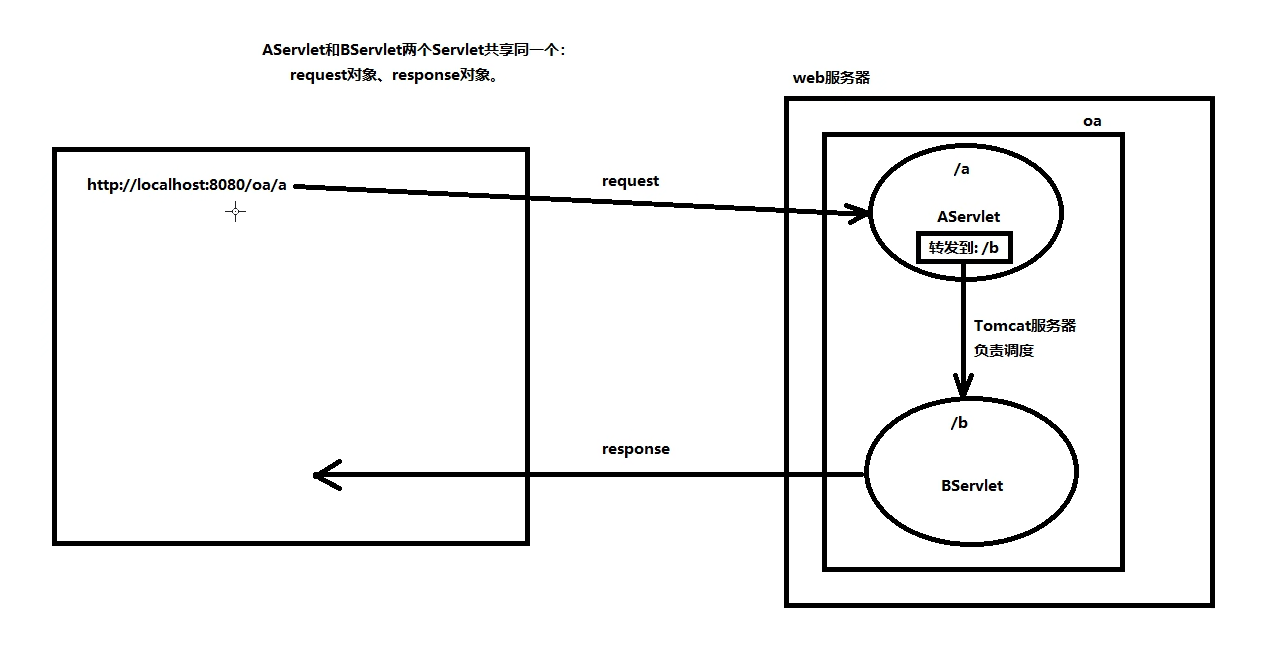 AServlet和BServlet两个Servlet共享同一个：
request对象、response对象。
web服务器
oa
http://localhost:8080/oa/a
request
/a
AServlet
转发到: /b
Tomcat服务器
负责调度
/b
response
BServlet